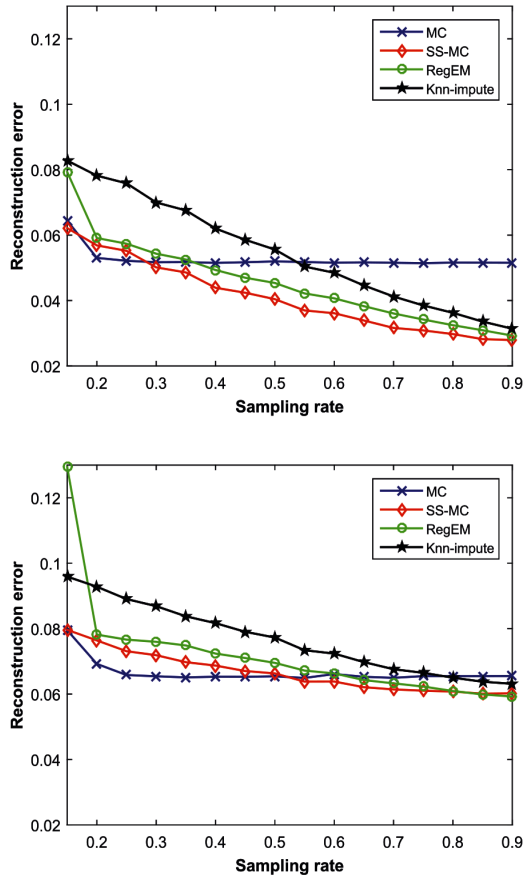 0.12
0.1
0.08
0.06
0.04
0.02
Reconstruction error
MC
SS-MC
RegEM
Knn-impute
0.2 0.3 0.4 0.5 0.6 0.7 0.8 0.9
Sampling rate
0.12
0.1
0.08
0.06
0.04
0.02
Reconstruction error
MC
SS-MC
RegEM
Knn-impute
0.2 0.3 0.4 0.5 0.6 0.7 0.8 0.9
Sampling rate